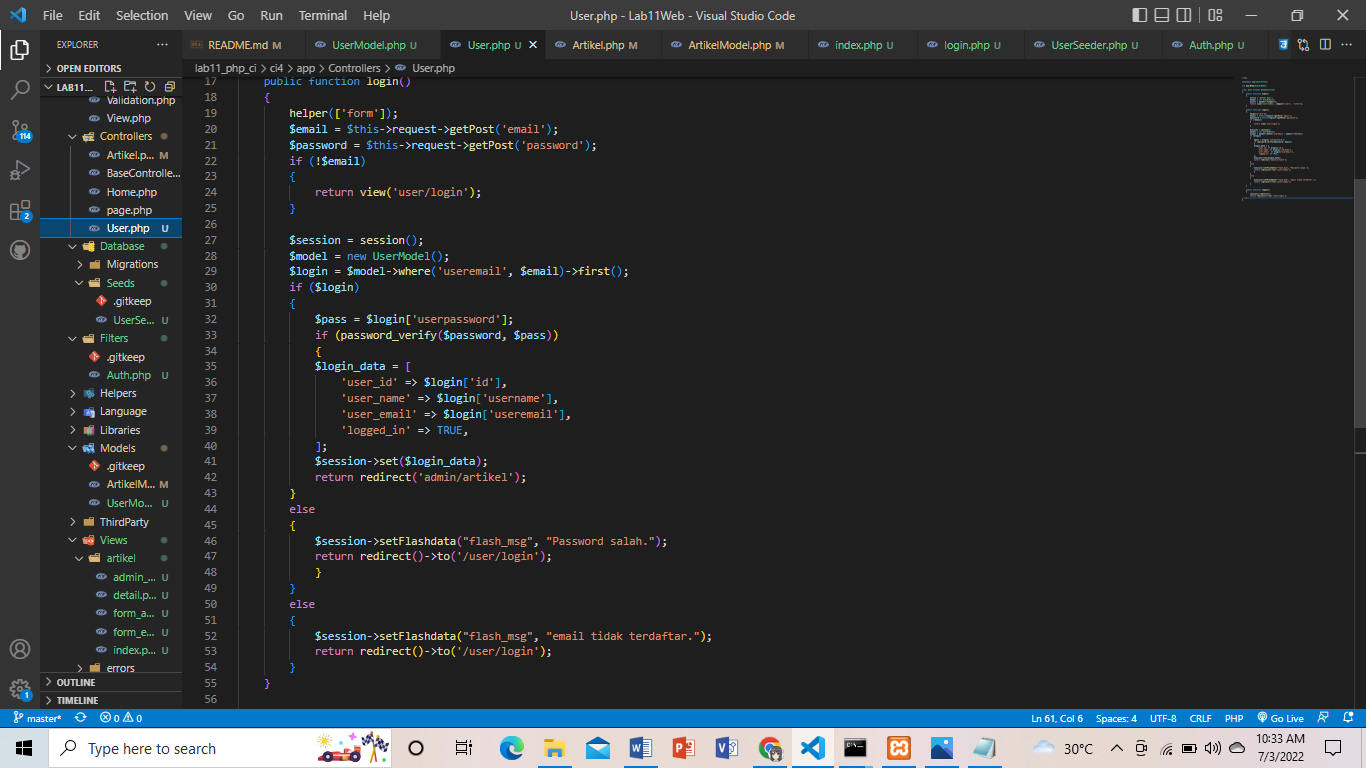 File Edit Selection View Go Run Terminal Help User.php - Lab11Web - Visual Studio Code
EXPLORER ··· README.md M UserModel.php U User.php U Artikel.php M ArtikelModel.php M index.php U login.php U UserSeeder.php U Auth.php U ···
OPEN EDITORS
lab11_php_ci > ci4 > app > Controllers > User.php
LAB11...
Validation.php
View.php
Controllers
Artikel.p... M
BaseControlle...
Home.php
page.php
User.php U
Database
Migrations
Seeds
.gitkeep
UserSe... U
Filters
.gitkeep
Auth.php U
Helpers
Language
Libraries
Models
.gitkeep
ArtikelM... M
UserMo... U
ThirdParty
Views
artikel
admin_... U
detail.p... U
form_a... U
form_e... U
index.p... U
errors
OUTLINE
TIMELINE
114
2
1
17 public function login()
18 {
19 helper(['form']);
20 $email = $this->request->getPost('email');
21 $password = $this->request->getPost('password');
22 if (!$email)
23 {
24 return view('user/login');
25 }
26
27 $session = session();
28 $model = new UserModel();
29 $login = $model->where('useremail', $email)->first();
30 if ($login)
31 {
32 $pass = $login['userpassword'];
33 if (password_verify($password, $pass))
34 {
35 $login_data = [
36 'user_id' => $login['id'],
37 'user_name' => $login['username'],
38 'user_email' => $login['useremail'],
39 'logged_in' => TRUE,
40 ];
41 $session->set($login_data);
42 return redirect('admin/artikel');
43 }
44 else
45 {
46 $session->setFlashdata("flash_msg", "Password salah.");
47 return redirect()->to('/user/login');
48 }
49 }
50 else
51 {
52 $session->setFlashdata("flash_msg", "email tidak terdaftar.");
53 return redirect()->to('/user/login');
54 }
55 }
56
master* 0 0 Ln 61, Col 6 Spaces: 4 UTF-8 CRLF PHP Go Live
Type here to search 30°C 10:33 AM
7/3/2022